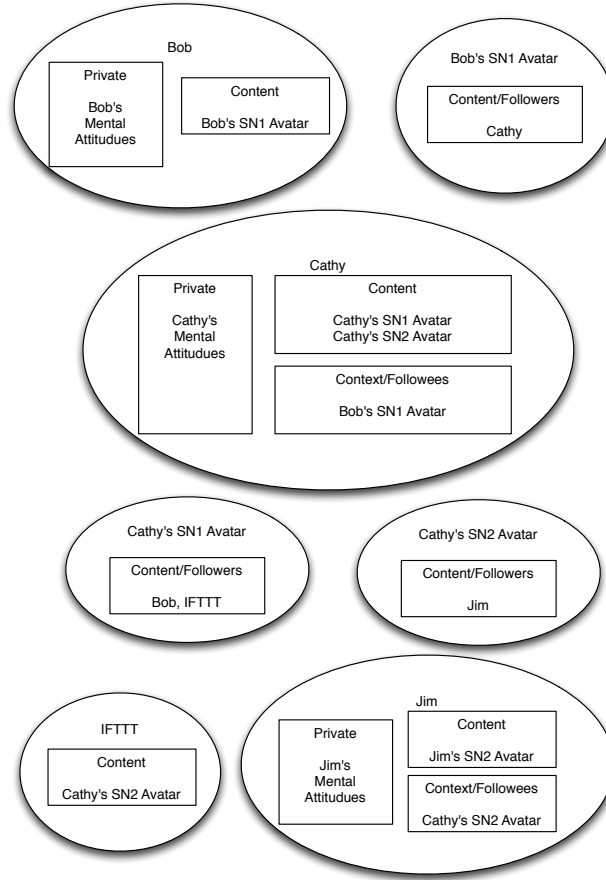 Bob
Private
Bob's
Mental
Attitudues
Content
Bob's SN1 Avatar
Bob's SN1 Avatar
Content/Followers
Cathy
Cathy
Private
Cathy's
Mental
Attitudues
Content
Cathy's SN1 Avatar
Cathy's SN2 Avatar
Context/Followees
Bob's SN1 Avatar
Cathy's SN1 Avatar
Content/Followers
Bob, IFTTT
Cathy's SN2 Avatar
Content/Followers
Jim
IFTTT
Content
Cathy's SN2 Avatar
Jim
Private
Jim's
Mental
Attitudues
Content
Jim's SN2 Avatar
Context/Followees
Cathy's SN2 Avatar